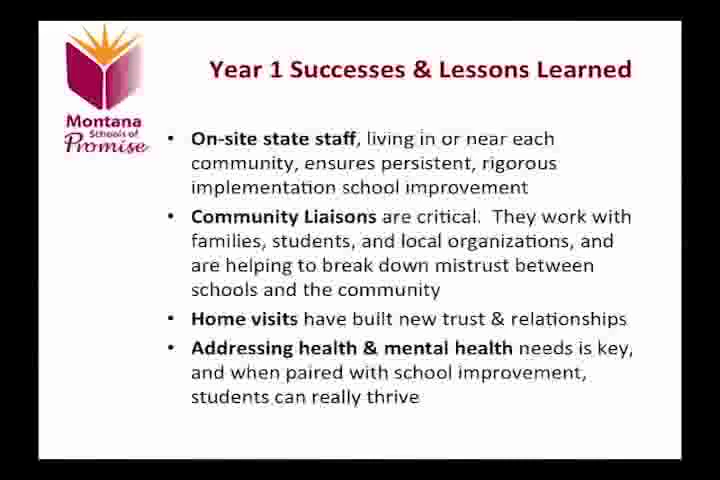 Year 1 Successes & Lessons Learned
Montana
Schools of
Promise
• On-site state staff, living in or near each
community, ensures persistent, rigorous
implementation school improvement
• Community Liaisons are critical. They work with
families, students, and local organizations, and
are helping to break down mistrust between
schools and the community
• Home visits have built new trust & relationships
• Addressing health & mental health needs is key,
and when paired with school improvement,
students can really thrive